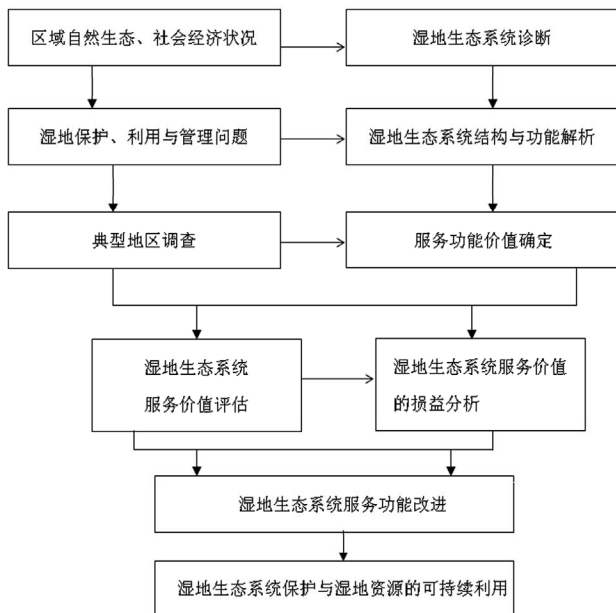 区域自然生态、社会经济状况
湿地生态系统诊断
湿地保护、利用与管理问题
湿地生态系统结构与功能解析
典型地区调查
服务功能价值确定
湿地生态系统
服务价值评估
湿地生态系统服务价值
的损益分析
湿地生态系统服务功能改进
湿地生态系统保护与湿地资源的可持续利用